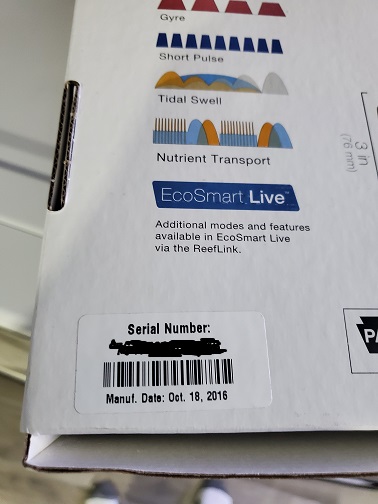 Gyre
Short Pulse
Tidal Swell
Nutrient Transport
EcoSmart Live™
Additional modes and features
available in EcoSmart Live
via the ReefLink.
3 in
(76 mm)
Serial Number:
Manuf. Date: Oct. 18, 2016